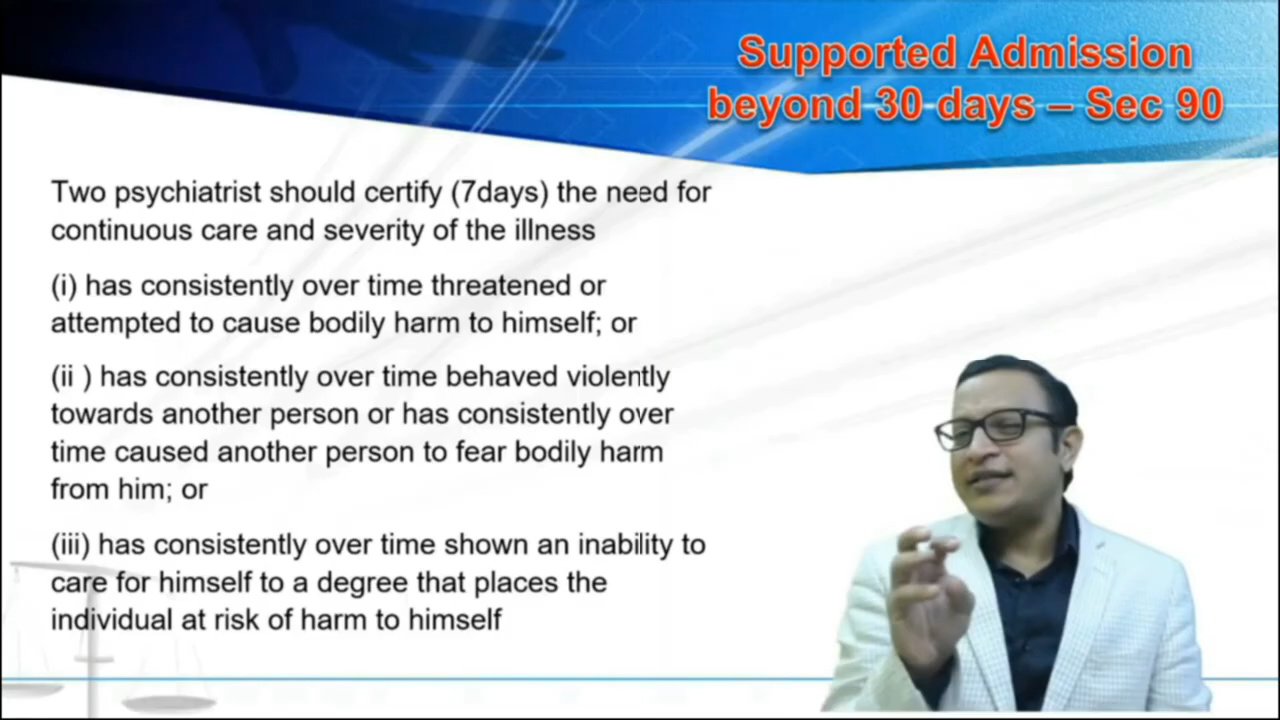 Supported Admission
beyond 30 days – Sec 90
Two psychiatrist should certify (7days) the need for
continuous care and severity of the illness
(i) has consistently over time threatened or
attempted to cause bodily harm to himself; or
(ii ) has consistently over time behaved violently
towards another person or has consistently over
time caused another person to fear bodily harm
from him; or
(iii) has consistently over time shown an inability to
care for himself to a degree that places the
individual at risk of harm to himself